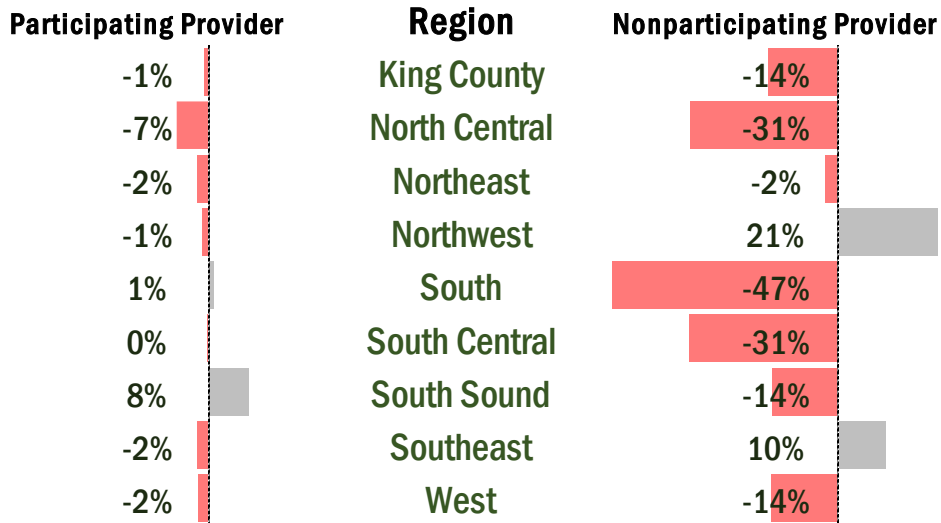 Participating Provider Region Nonparticipating Provider
-1% King County -14%
-7% North Central -31%
-2% Northeast -2%
-1% Northwest 21%
1% South -47%
0% South Central -31%
8% South Sound -14%
-2% Southeast 10%
-2% West -14%